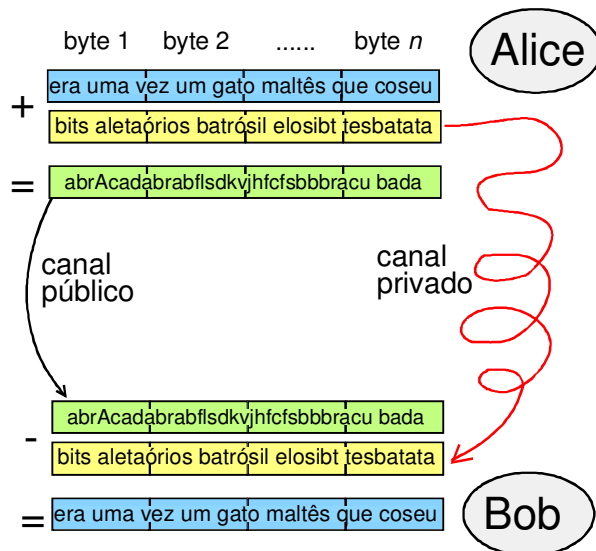 byte 1 byte 2 ...... byte n
Alice
era uma vez um gato maltês que coseu
+
bits aletaórios batrósil elosibt tesbatata
=
abrAcadabrabflsdkvjhfcfsbbbracu bada
canal
público
canal
privado
abrAcadabrabflsdkvjhfcfsbbbracu bada
-
bits aletaórios batrósil elosibt tesbatata
=
era uma vez um gato maltês que coseu
Bob